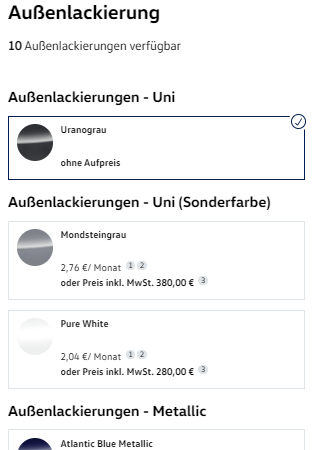 Außenlackierung
10 Außenlackierungen verfügbar
Außenlackierungen - Uni
Uranograu
ohne Aufpreis
Außenlackierungen - Uni (Sonderfarbe)
Mondsteingrau
2,76 €/ Monat 1 2
oder Preis inkl. MwSt. 380,00 € 3
Pure White
2,04 €/ Monat 1 2
oder Preis inkl. MwSt. 280,00 € 3
Außenlackierungen - Metallic
Atlantic Blue Metallic